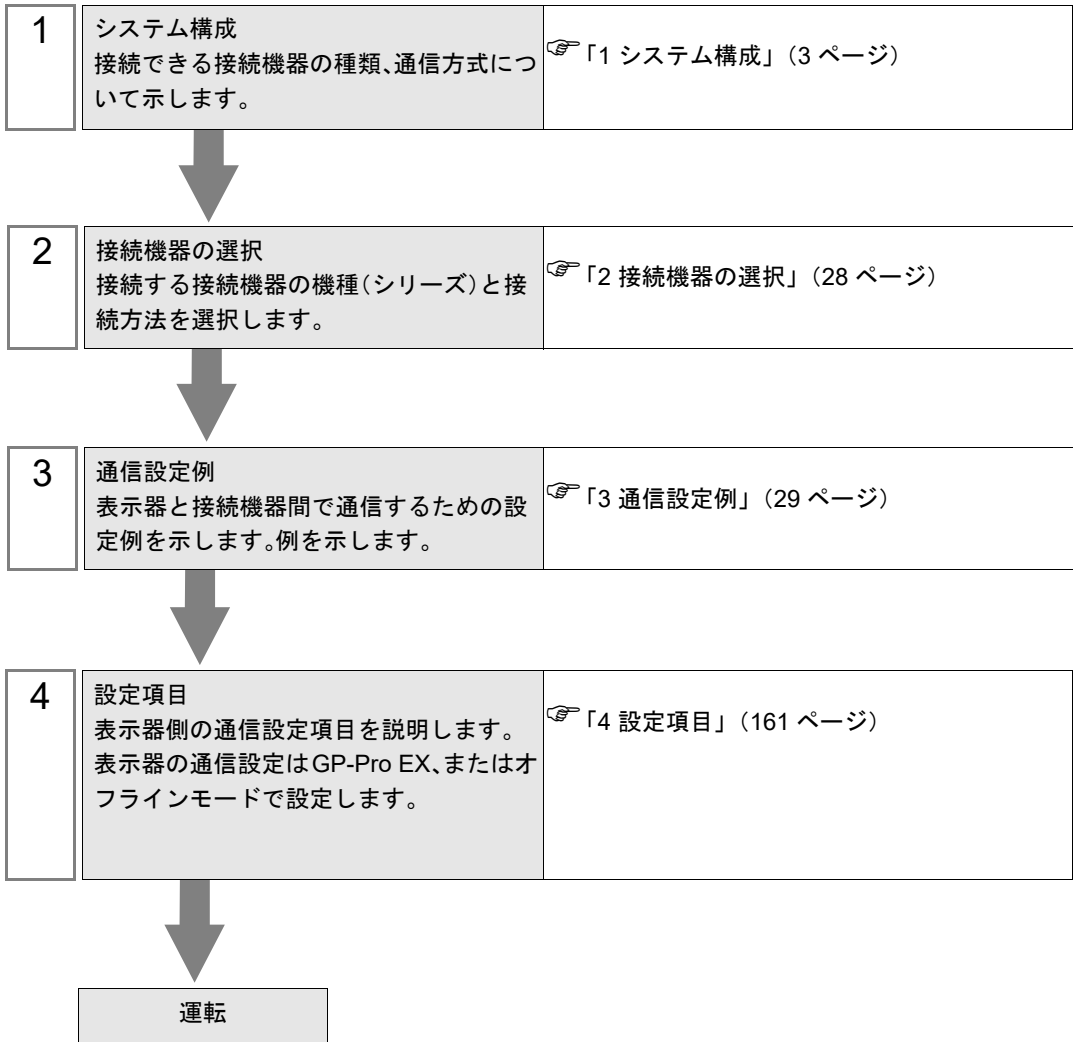 1
システム構成
接続できる接続機器の種類、通信方式につ
いて示します。
☞「1 システム構成」（3 ページ）
2
接続機器の選択
接続する接続機器の機種（シリーズ）と接
続方法を選択します。
☞「2 接続機器の選択」（28 ページ）
3
通信設定例
表示器と接続機器間で通信するための設
定例を示します。例を示します。
☞「3 通信設定例」（29 ページ）
4
設定項目
表示器側の通信設定項目を説明します。
表示器の通信設定はGP-Pro EX、またはオ
フラインモードで設定します。
☞「4 設定項目」（161 ページ）
運転